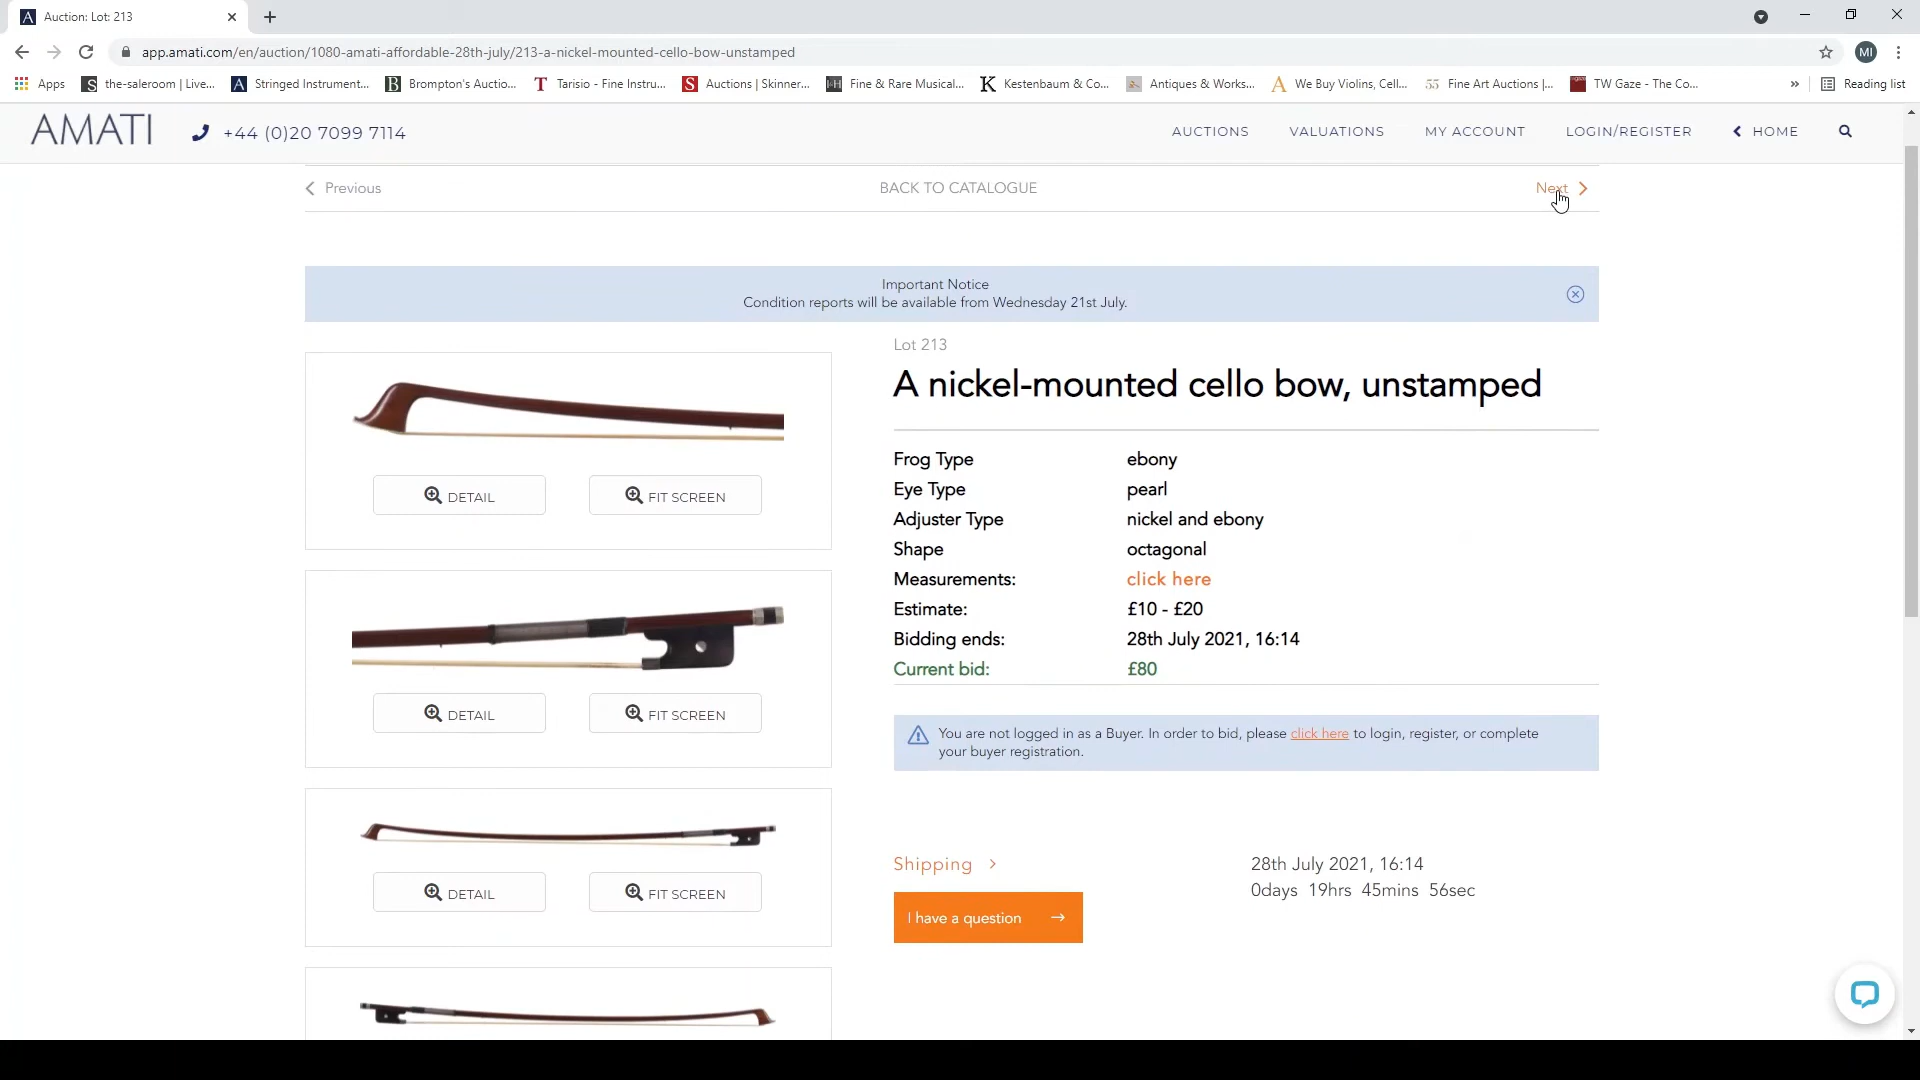 Auction: Lot: 213
app.amati.com/en/auction/1080-amati-affordable-28th-july/213-a-nickel-mounted-cello-bow-unstamped
MI
Apps
S the-saleroom | Live...
A Stringed Instrument...
B Brompton's Auctio...
T Tarisio - Fine Instru...
S Auctions | Skinner...
Fine & Rare Musical...
K Kestenbaum & Co...
Antiques & Works...
A We Buy Violins, Cell...
55 Fine Art Auctions |...
TW Gaze - The Co...
»
Reading list
AMATI
+44 (0)20 7099 7114
AUCTIONS
VALUATIONS
MY ACCOUNT
LOGIN/REGISTER
HOME
Previous
BACK TO CATALOGUE
Next
Important Notice
Condition reports will be available from Wednesday 21st July.
Lot 213
A nickel-mounted cello bow, unstamped
Frog Type ebony
Eye Type pearl
Adjuster Type nickel and ebony
Shape octagonal
Measurements: click here
Estimate: £10 - £20
Bidding ends: 28th July 2021, 16:14
Current bid: £80
You are not logged in as a Buyer. In order to bid, please click here to login, register, or complete
your buyer registration.
DETAIL
FIT SCREEN
DETAIL
FIT SCREEN
DETAIL
FIT SCREEN
Shipping
28th July 2021, 16:14
0days 19hrs 45mins 56sec
I have a question